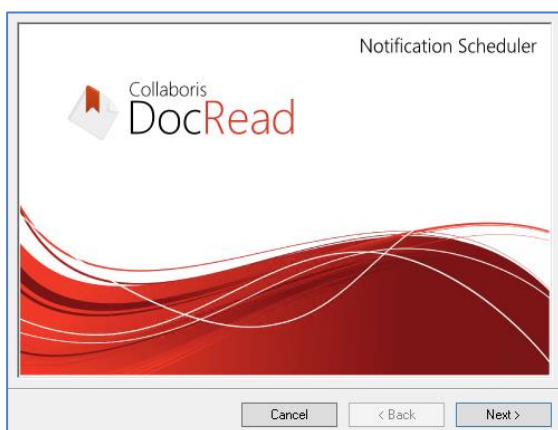 Notification Scheduler
Collaboris
DocRead
Cancel
< Back
Next >